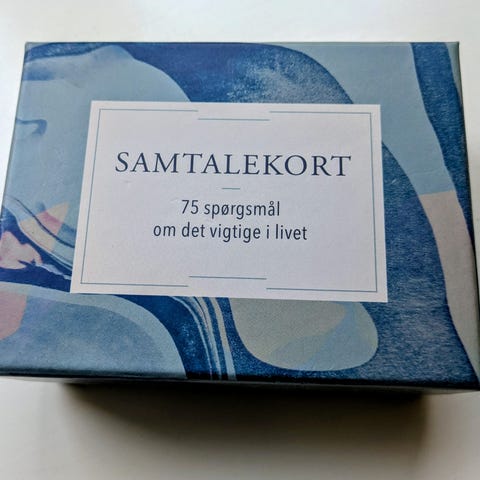 SAMTALEKORT
75 spørgsmål
om det vigtige i livet